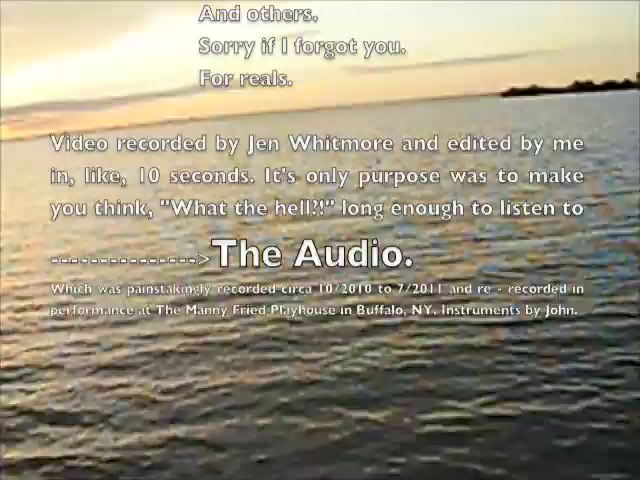 And others.
Sorry if I forgot you.
For reals.
Video recorded by Jen Whitmore and edited by me
in, like, 10 seconds. It's only purpose was to make
you think, "What the hell?!" long enough to listen to
--------------->The Audio.
Which was painstakingly recorded circa 10/2010 to 7/2011 and re - recorded in
performance at The Manny Fried Playhouse in Buffalo, NY. Instruments by John.